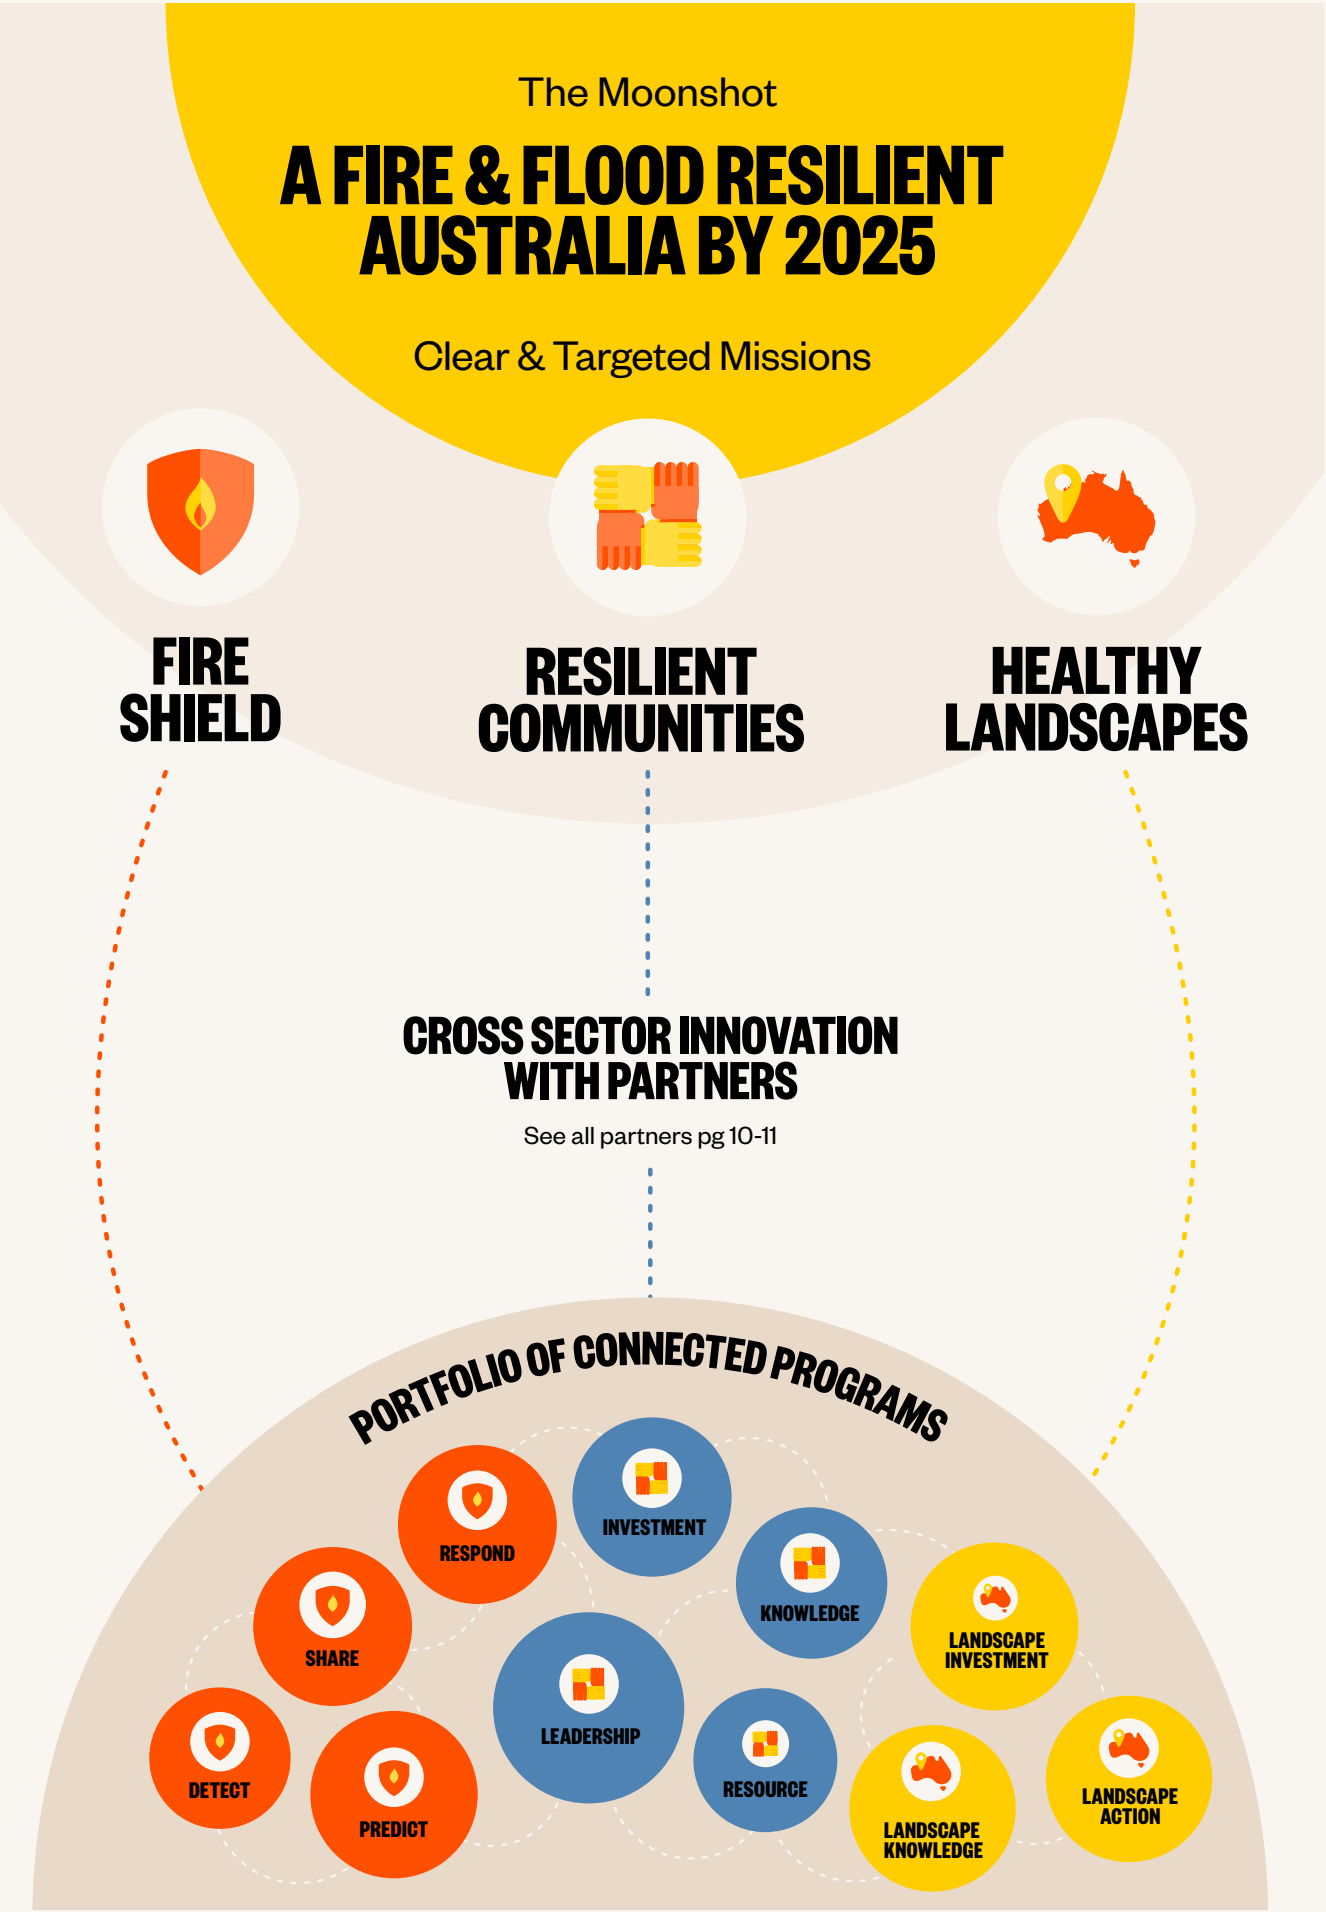 The Moonshot
A FIRE & FLOOD RESILIENT
AUSTRALIA BY 2025
Clear & Targeted Missions
FIRE
SHIELD
RESILIENT
COMMUNITIES
HEALTHY
LANDSCAPES
CROSS SECTOR INNOVATION
WITH PARTNERS
See all partners pg 10-11
PORTFOLIO OF CONNECTED PROGRAMS
RESPOND
INVESTMENT
KNOWLEDGE
SHARE
LANDSCAPE
INVESTMENT
LEADERSHIP
DETECT
PREDICT
RESOURCE
LANDSCAPE
KNOWLEDGE
LANDSCAPE
ACTION